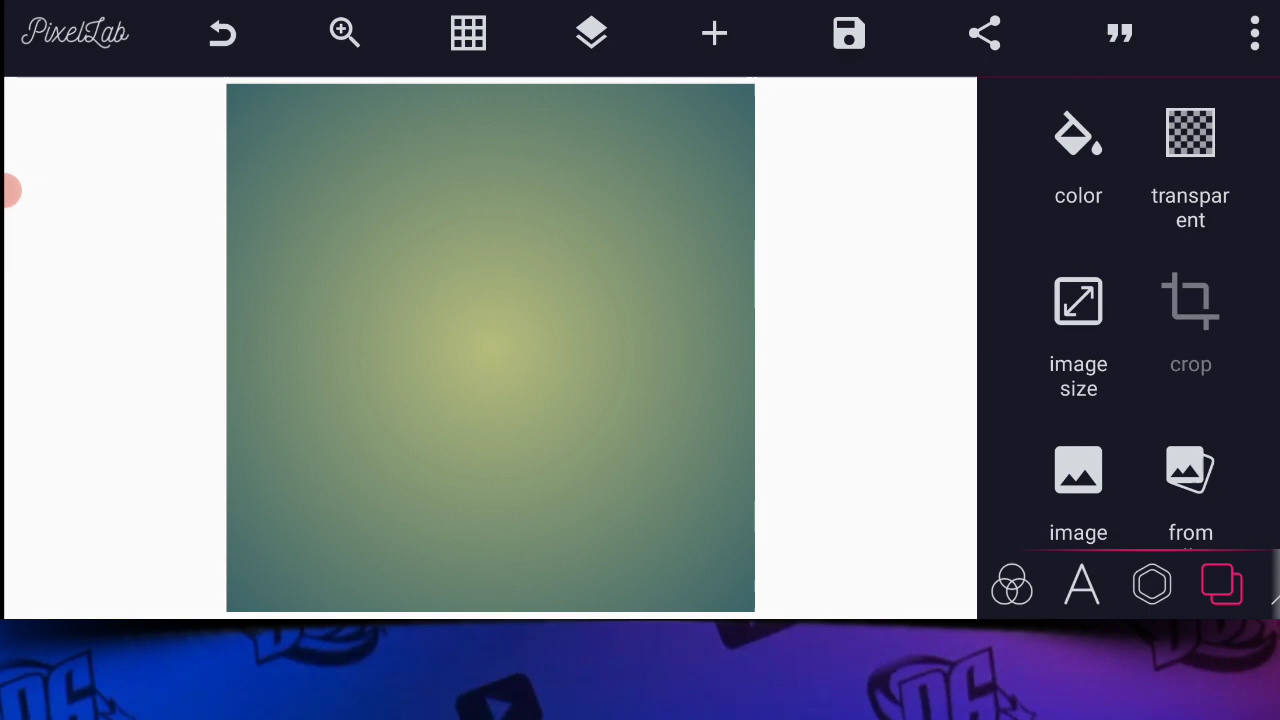 PixelLab
color
transpar
ent
image
size
crop
image
from